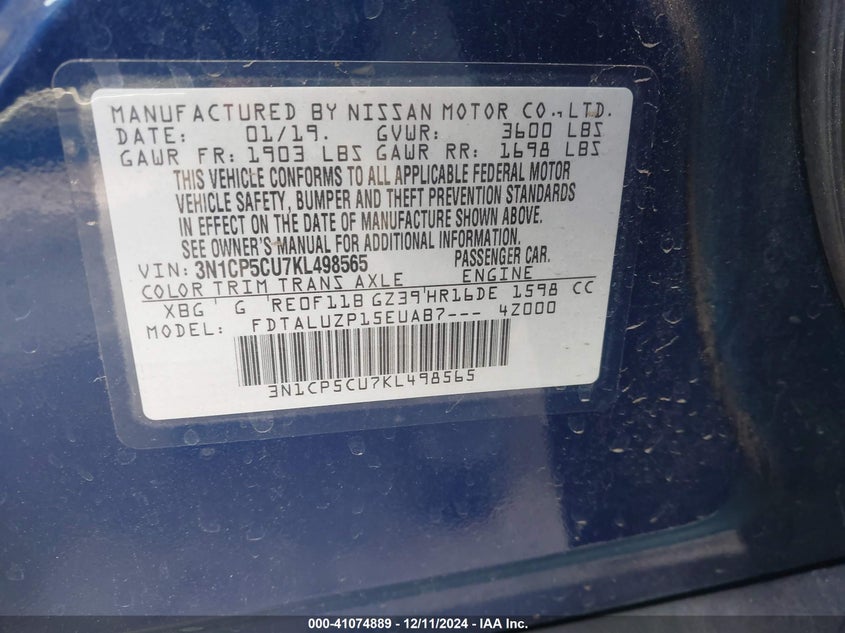 MANUFACTURED BY NISSAN MOTOR CO., LTD.
DATE: 01/19. GVWR: 3600 LBS
GAWR FR: 1903 LBS GAWR RR: 1698 LBS
THIS VEHICLE CONFORMS TO ALL APPLICABLE FEDERAL MOTOR
VEHICLE SAFETY, BUMPER AND THEFT PREVENTION STANDARDS
IN EFFECT ON THE DATE OF MANUFACTURE SHOWN ABOVE.
SEE OWNER'S MANUAL FOR ADDITIONAL INFORMATION
VIN: 3N1CP5CU7KL498565 PASSENGER CAR.
COLOR TRIM TRANS AXLE ENGINE
XBG G RE0F11B GZ39 HR16DE 1598 CC
MODEL: FDTALUZP15EUAB7--- 4Z000
3N1CP5CU7KL498565
000-41074889 - 12/11/2024 - IAA, Inc.